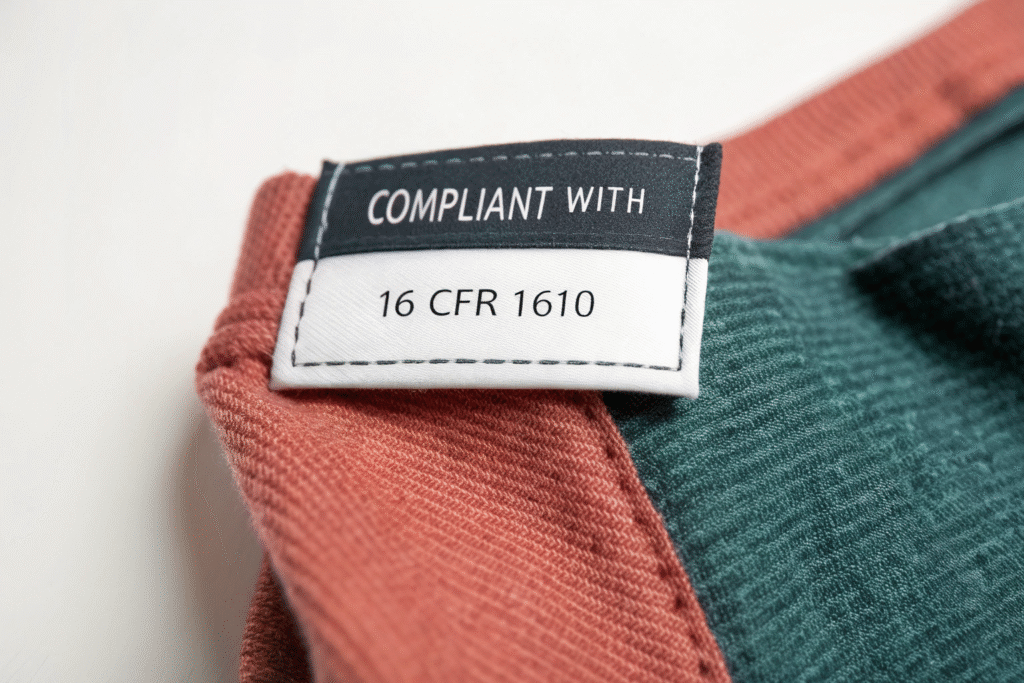 COMPLIANT WITH
16 CFR 1610